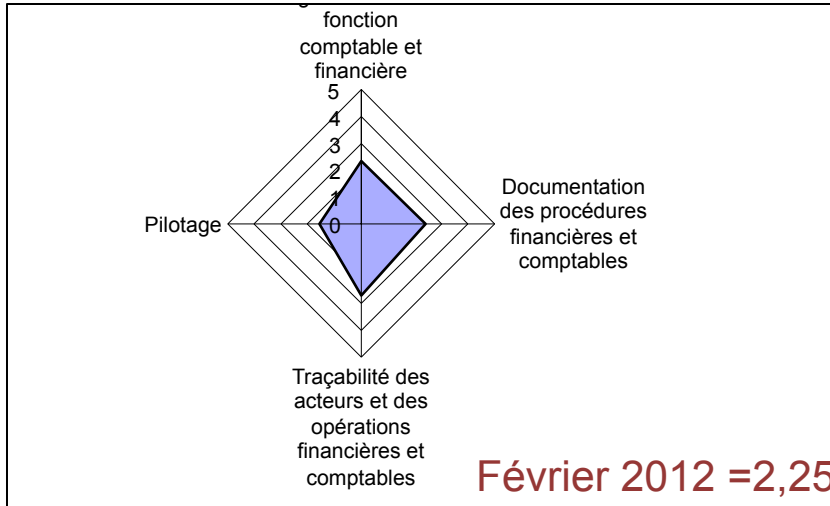 fonction
comptable et
financière
5
4
3
2
1
0
Pilotage
Documentation
des procédures
financières et
comptables
Traçabilité des
acteurs et des
opérations
financières et
comptables
Février 2012 =2,25